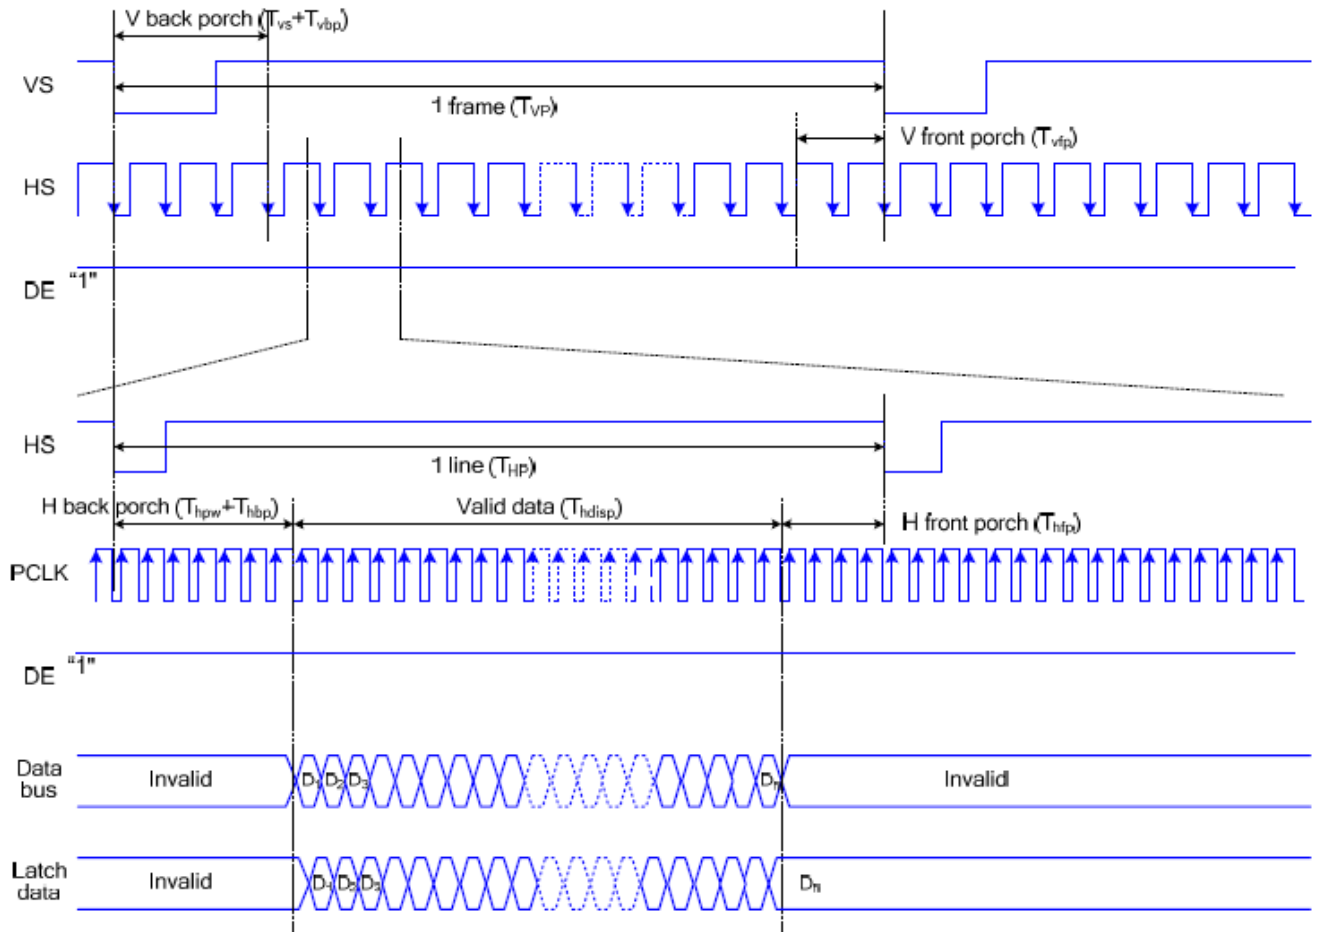 V back porch (Tvs+Tvbp)
VS
1 frame (TVP)
V front porch (Tvfp)
HS
DE "1"
HS
1 line (THP)
H back porch (Thpw+Thbp)
Valid data (Thdisp)
H front porch (Thfp)
PCLK
DE "1"
Data
bus
Invalid
D1 D2 D3
Dn
Invalid
Latch
data
Invalid
D1 D2 D3
Dn